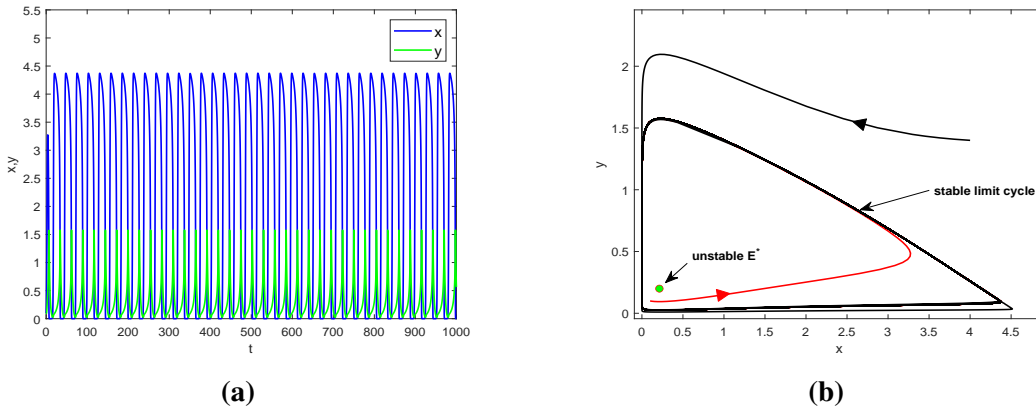 5.5
5
4.5
4
3.5
3
2.5
2
1.5
1
0.5
0
x,y
x
y
0 100 200 300 400 500 600 700 800 900 1000
t
(a)
2
1.5
1
0.5
0
y
stable limit cycle
unstable E*
0 0.5 1 1.5 2 2.5 3 3.5 4 4.5
x
(b)